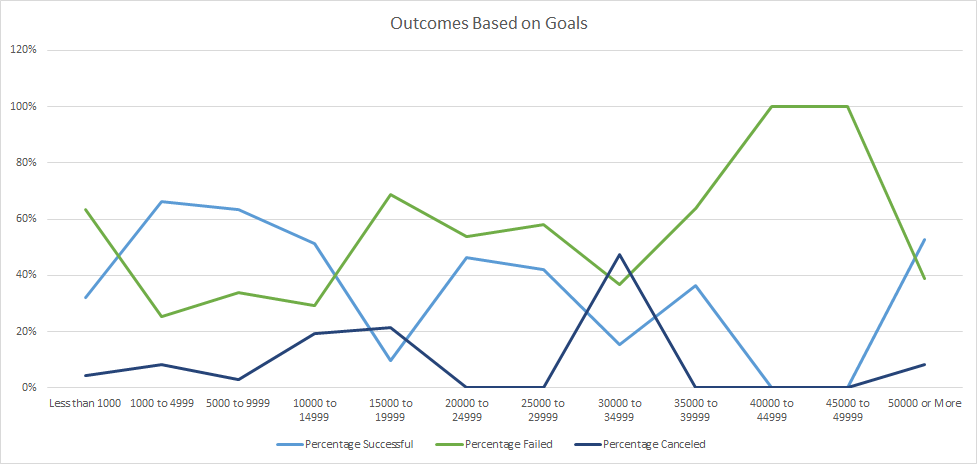 Outcomes Based on Goals
120%
100%
80%
60%
40%
20%
0%
Less than 1000
1000 to 4999
5000 to 9999
10000 to
14999
15000 to
19999
20000 to
24999
25000 to
29999
30000 to
34999
35000 to
39999
40000 to
44999
45000 to
49999
50000 or More
Percentage Successful
Percentage Failed
Percentage Canceled